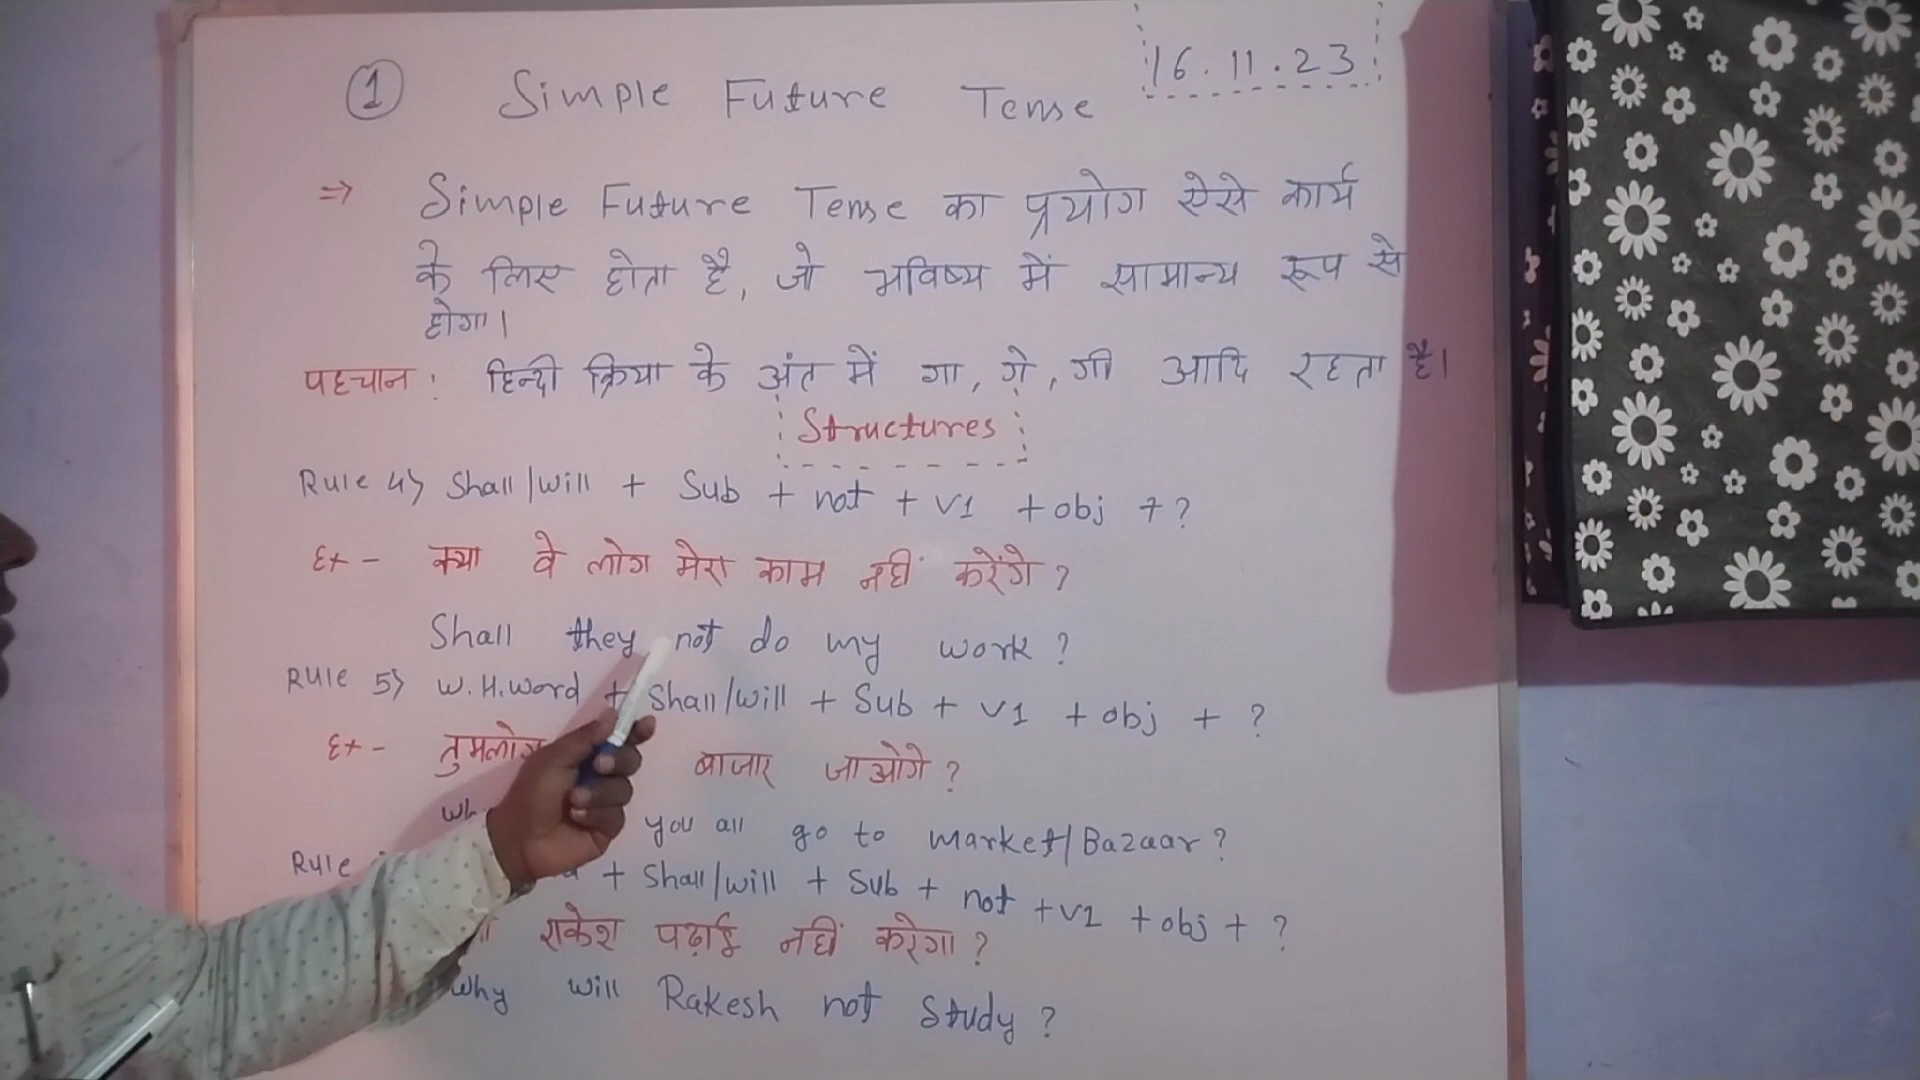 ① Simple Future Tense 16.11.23
=> Simple Future Tense का प्रयोग ऐसे कार्य
के लिए होता है, जो भविष्य में सामान्य रूप से
होगा।
पहचान : हिन्दी क्रिया के अंत में गा, गे, गी आदि रहता है।
Structures
Rule 4> Shall/will + Sub + not + V1 + obj + ?
Ex - क्या वे लोग मेरा काम नहीं करेंगे ?
Shall they not do my work ?
Rule 5> W.H.Word + Shall/will + Sub + V1 + obj + ?
Ex - तुमलोग बाजार जाओगे ?
you all go to market/Bazaar ?
Rule + Shall/will + Sub + not + V1 + obj + ?
राकेश पढ़ाई नहीं करेगा ?
Why will Rakesh not study ?